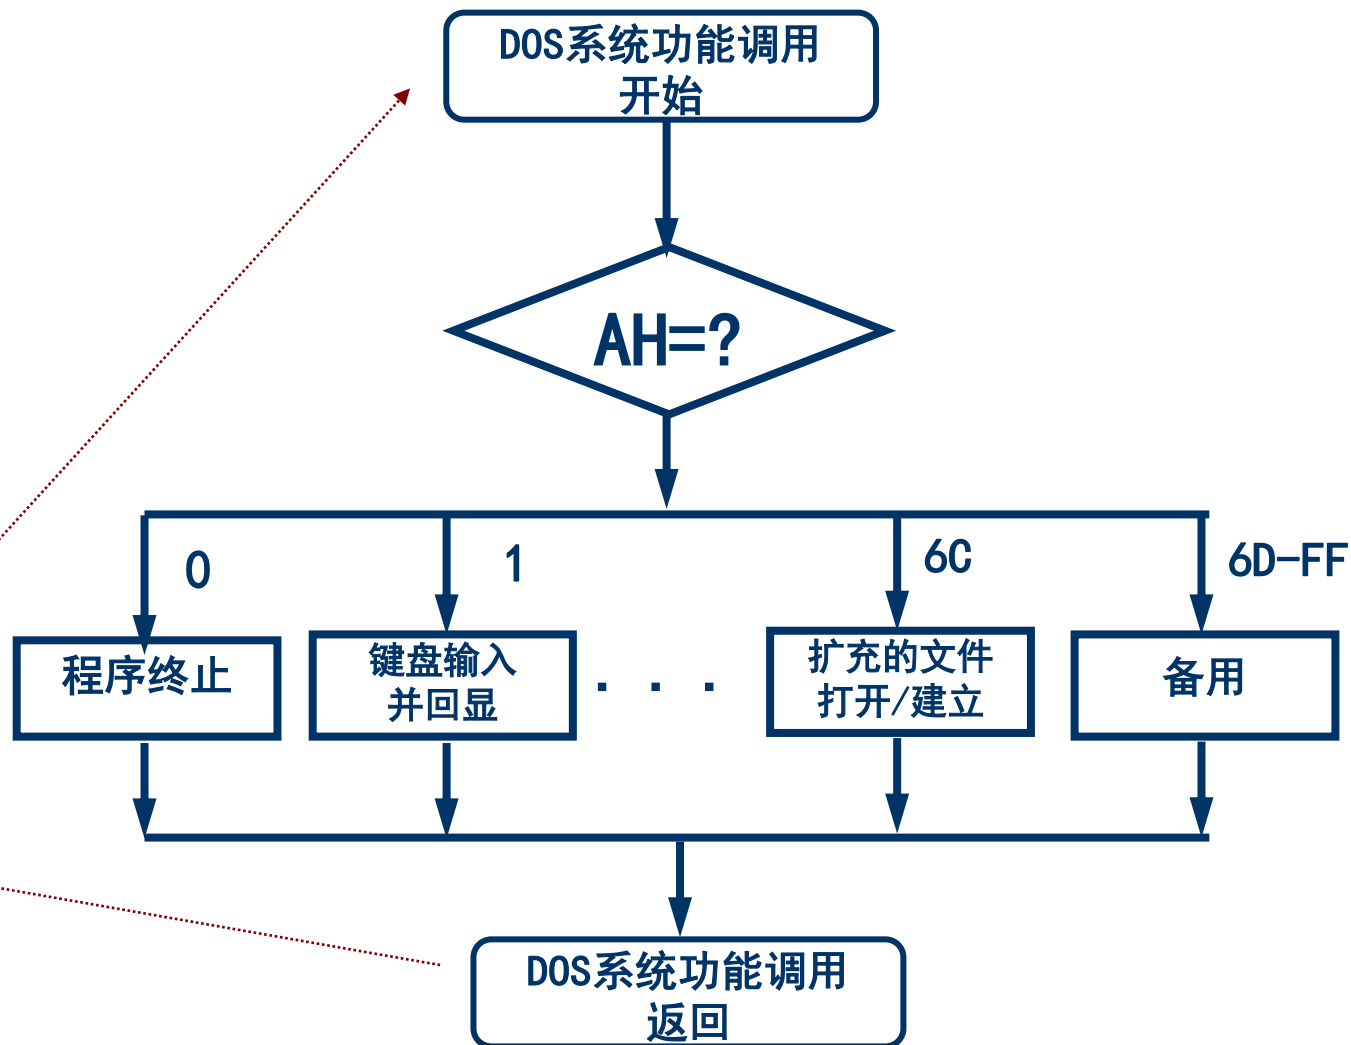 DOS系统功能调用
开始
AH=?
0
1
6C
6D-FF
程序终止
键盘输入
并回显
. . .
扩充的文件
打开/建立
备用
DOS系统功能调用
返回